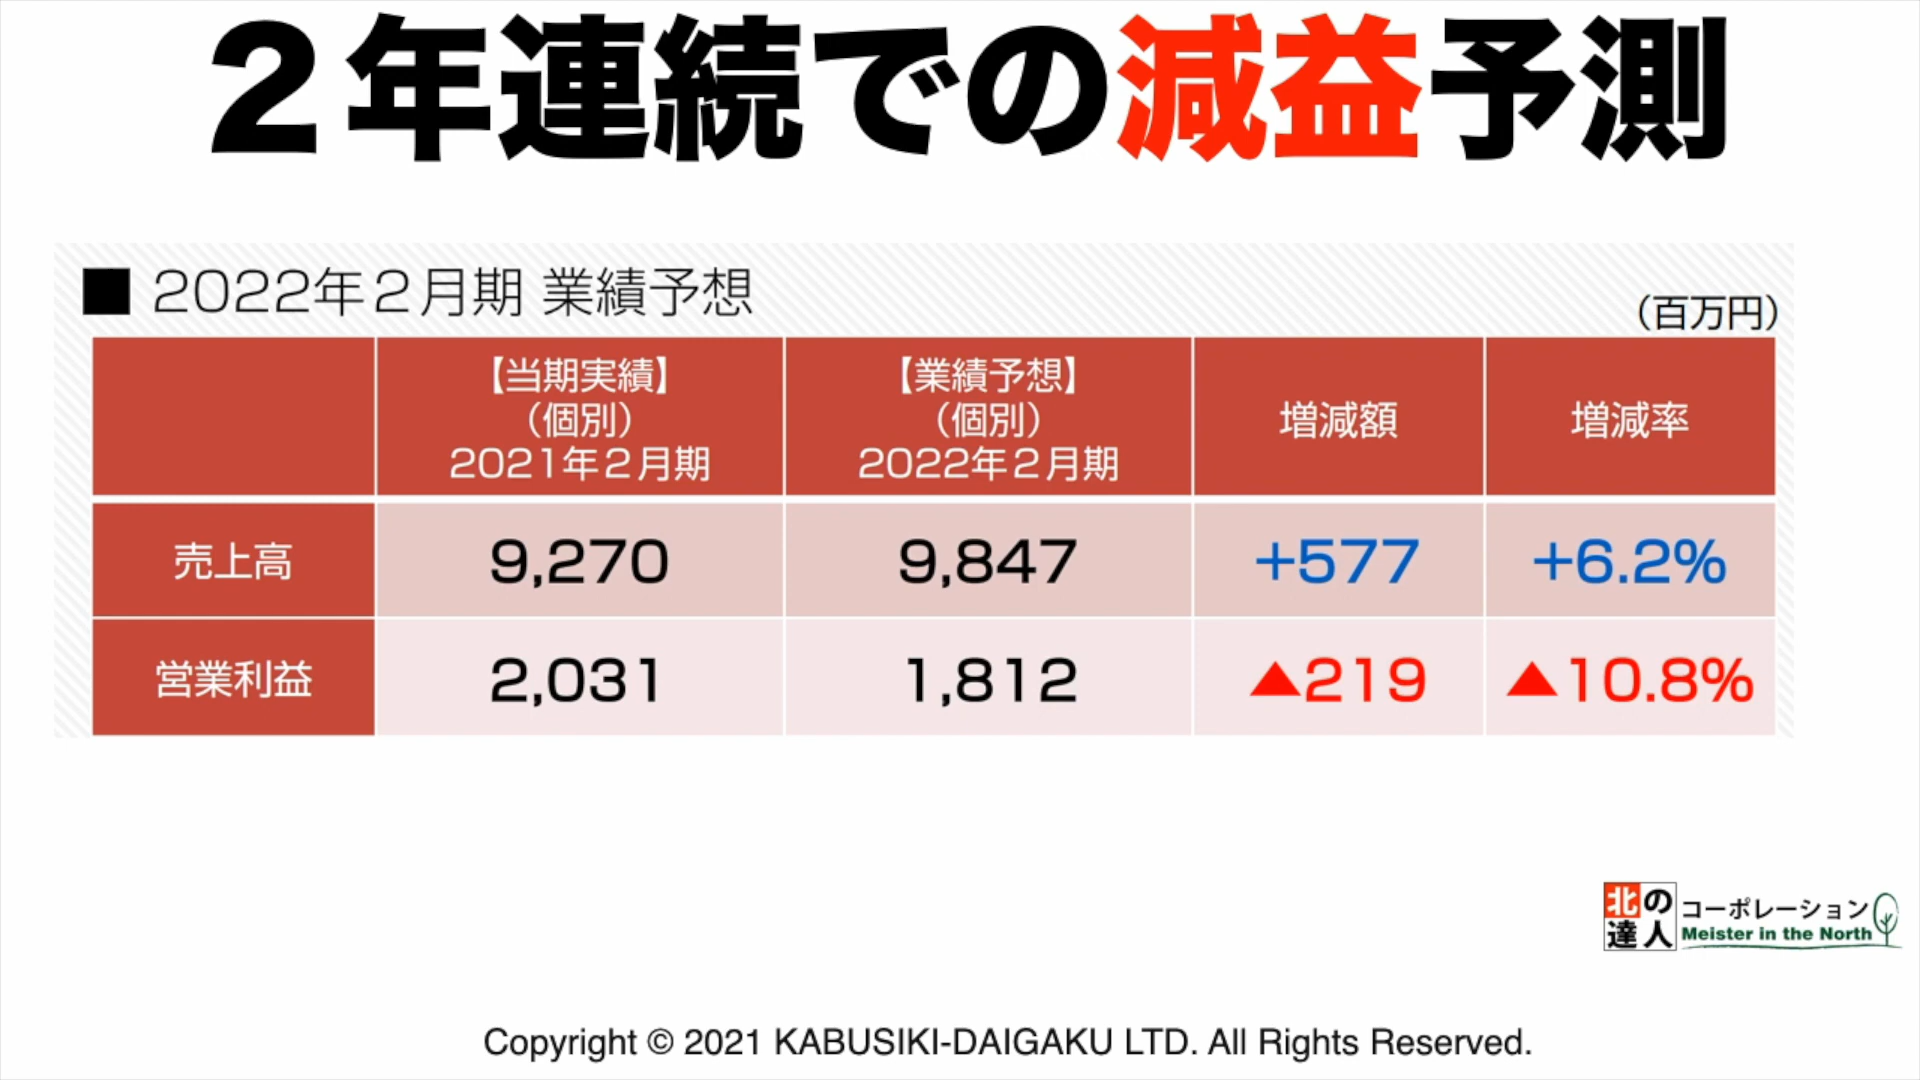 ２年連続での減益予測
■ 2022年２月期 業績予想
（百万円）
【当期実績】
（個別）
2021年２月期
【業績予想】
（個別）
2022年２月期
増減額
増減率
売上高
9,270
9,847
+577
+6.2%
営業利益
2,031
1,812
▲219
▲10.8%
北の達人
コーポレーション
Meister in the North
Copyright © 2021 KABUSIKI-DAIGAKU LTD. All Rights Reserved.